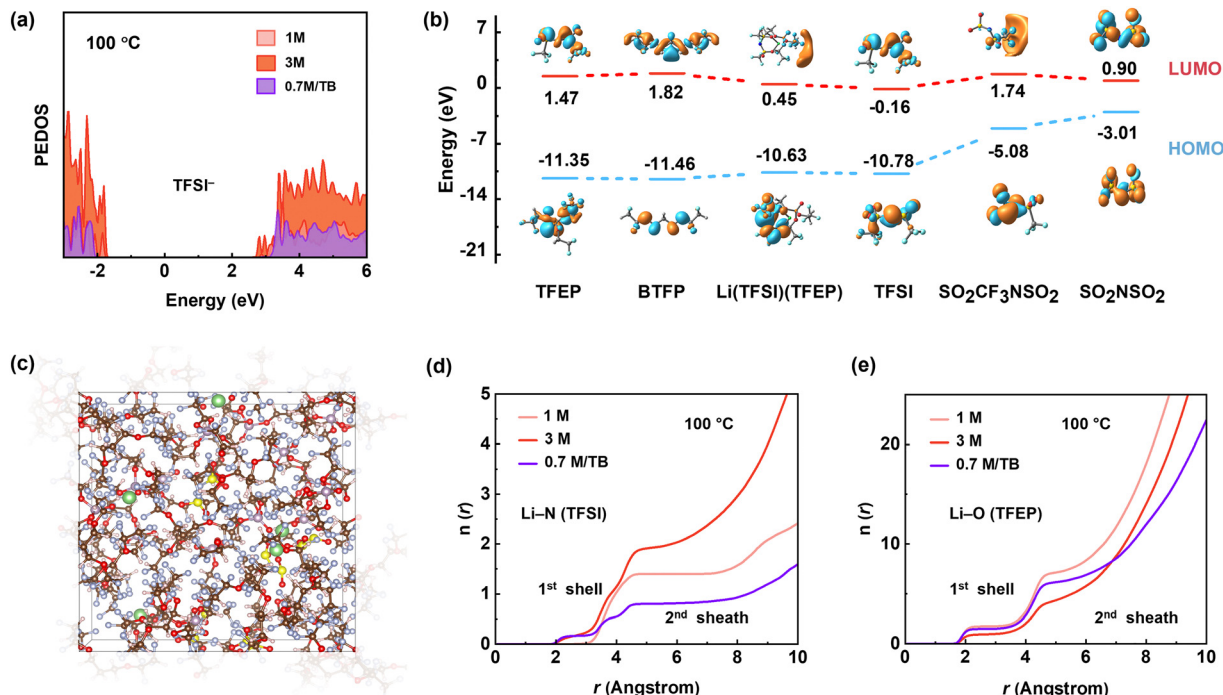 (a)
100 °C
1M
3M
0.7M/TB
PEDOS
TFSI⁻
-2 0 2 4 6
Energy (eV)
(b)
7
0
-7
-14
-21
Energy (eV)
1.47 1.82 0.45 -0.16 1.74 0.90
LUMO
-11.35 -11.46 -10.63 -10.78 -5.08 -3.01
HOMO
TFEP BTFP Li(TFSI)(TFEP) TFSI SO₂CF₃NSO₂ SO₂NSO₂
(c)
(d)
5
4
3
2
1
0
n (r)
1 M
3 M
0.7 M/TB
100 °C
Li–N (TFSI)
1st shell
2nd sheath
0 2 4 6 8 10
r (Angstrom)
(e)
20
10
0
n (r)
1 M
3 M
0.7 M/TB
100 °C
Li–O (TFEP)
1st shell
2nd sheath
0 2 4 6 8 10
r (Angstrom)